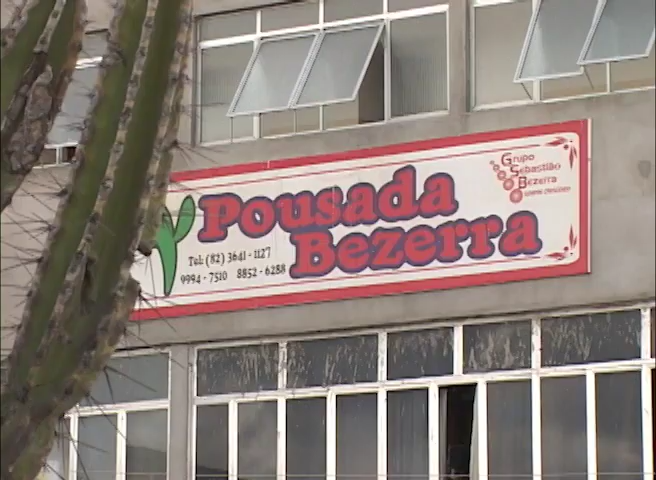 Grupo
Sebastião
Bezerra
Pousada
Bezerra
Tel: (82) 3641 - 1127
9994 - 7510 8852 - 6288